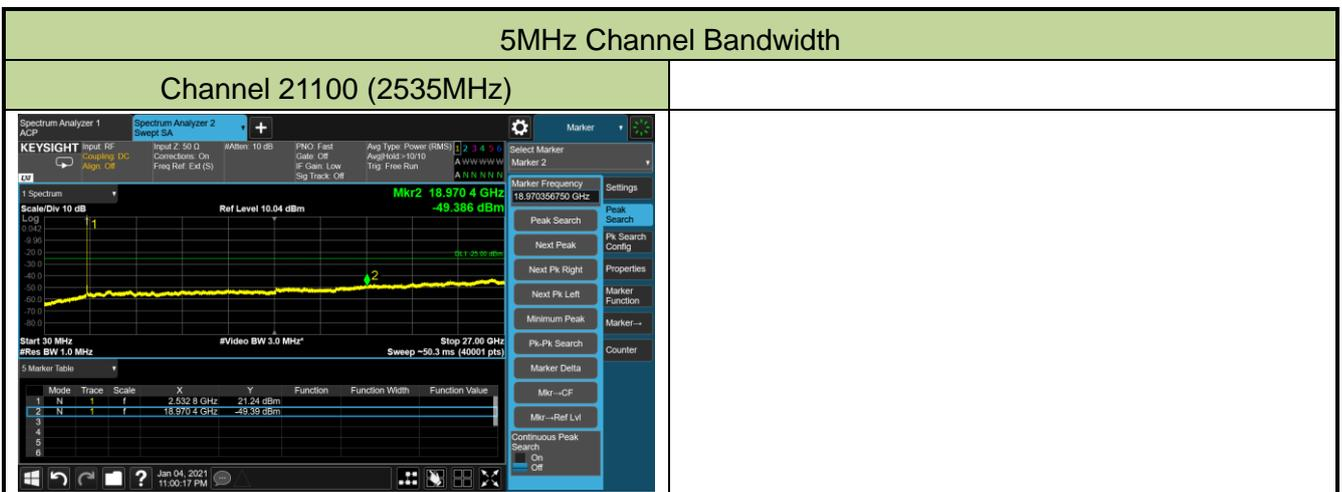 5MHz Channel Bandwidth
Channel 21100 (2535MHz)
Spectrum Analyzer 1
ACP
Spectrum Analyzer 2
Swept SA
+
Marker
KEYSIGHT
Input: RF
Coupling: DC
Align: Off
Input Z: 50 Ω
Corrections: On
Freq Ref: Ext (S)
#Atten: 10 dB
PNO: Fast
Gate: Off
IF Gain: Low
Sig Track: Off
Avg Type: Power (RMS)
Avg|Hold:>10/10
Trig: Free Run
1 2 3 4 5 6
A W W W W W
A N N N N N
LXI
Select Marker
Marker 2
1 Spectrum
Mkr2 18.970 4 GHz
Scale/Div 10 dB
Ref Level 10.04 dBm
-49.386 dBm
Log
0.042
-9.96
-20.0
-30.0
-40.0
-50.0
-60.0
-70.0
-80.0
1
DL1 -25.00 dBm
2
Start 30 MHz
#Video BW 3.0 MHz*
Stop 27.00 GHz
#Res BW 1.0 MHz
Sweep ~50.3 ms (40001 pts)
5 Marker Table
Mode Trace Scale X Y Function Function Width Function Value
1 N 1 f 2.532 8 GHz 21.24 dBm
2 N 1 f 18.970 4 GHz -49.39 dBm
3
4
5
6
Marker Frequency
18.970356750 GHz
Peak Search
Next Peak
Next Pk Right
Next Pk Left
Minimum Peak
Pk-Pk Search
Marker Delta
Mkr→CF
Mkr→Ref Lvl
Continuous Peak
Search
On
Off
Settings
Peak
Search
Pk Search
Config
Properties
Marker
Function
Marker→
Counter
?
Jan 04, 2021
11:00:17 PM